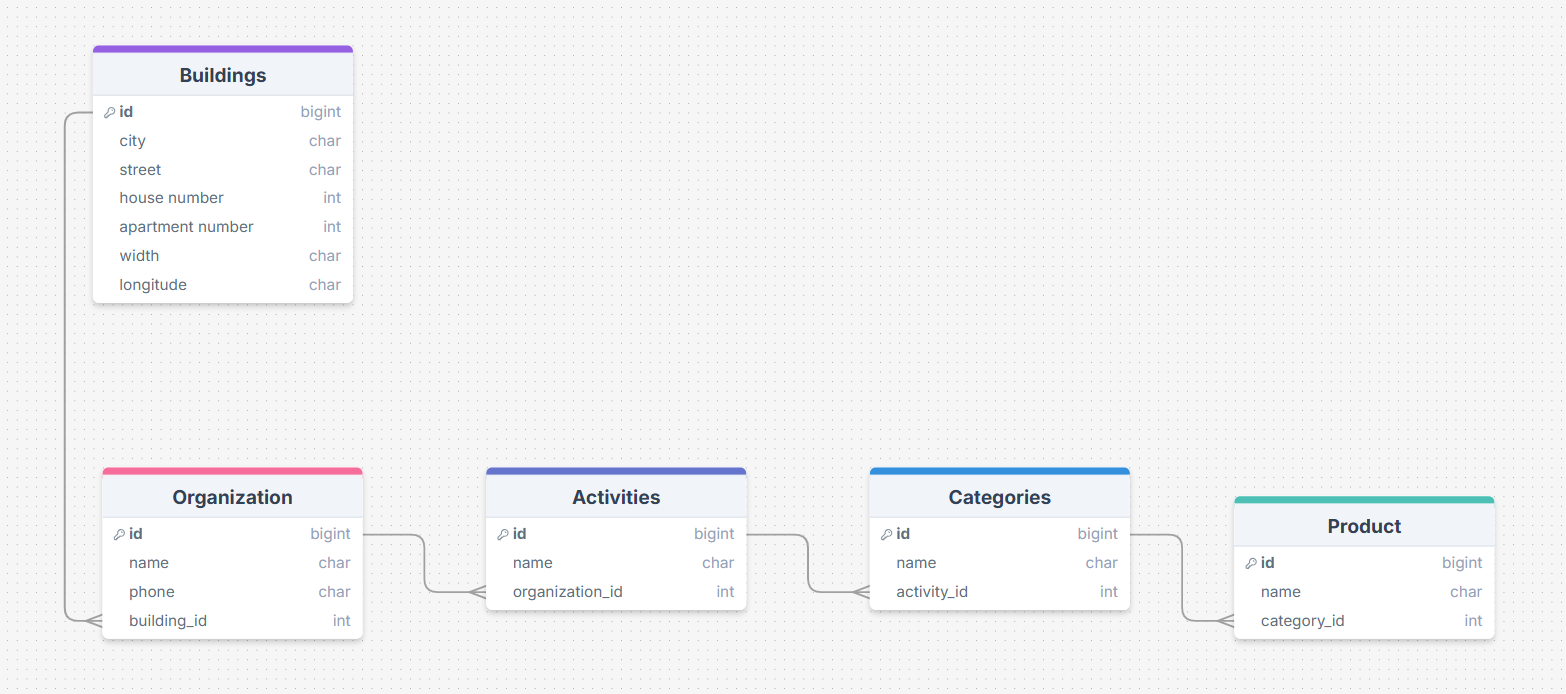 Buildings
id bigint
city char
street char
house number int
apartment number int
width char
longitude char
Organization
id bigint
name char
phone char
building_id int
Activities
id bigint
name char
organization_id int
Categories
id bigint
name char
activity_id int
Product
id bigint
name char
category_id int